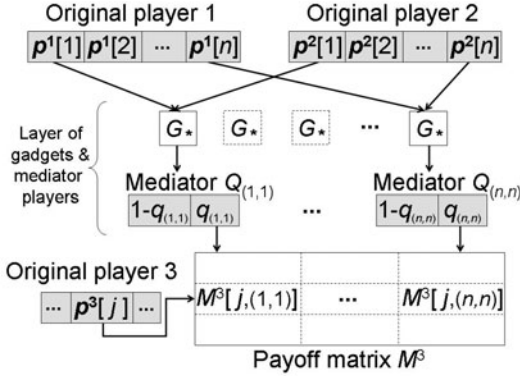 Original player 1 Original player 2
p¹[1] p¹[2] ... p¹[n] p²[1] p²[2] ... p²[n]
G* G* G* ... G*
Layer of
gadgets &
mediator
players
Mediator Q(1,1) Mediator Q(n,n)
1-q(1,1) q(1,1) ... 1-q(n,n) q(n,n)
Original player 3
... p³[j] ... M³[j,(1,1)] ... M³[j,(n,n)]
Payoff matrix M³